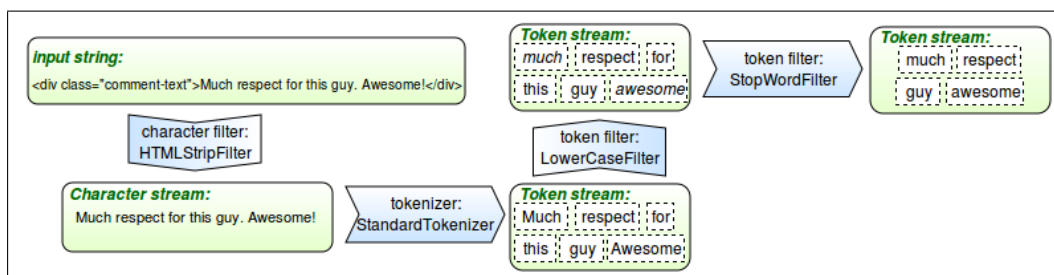 input string:
<div class="comment-text">Much respect for this guy. Awesome!</div>
character filter:
HTMLStripFilter
Character stream:
Much respect for this guy. Awesome!
tokenizer:
StandardTokenizer
Token stream:
Much respect for
this guy Awesome
token filter:
LowerCaseFilter
Token stream:
much respect for
this guy awesome
token filter:
StopWordFilter
Token stream:
much respect
guy awesome